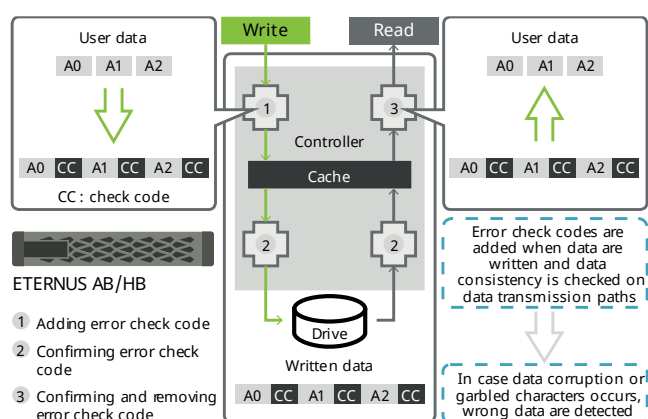 User data
A0 A1 A2
A0 CC A1 CC A2 CC
CC : check code
ETERNUS AB/HB
1 Adding error check code
2 Confirming error check
code
3 Confirming and removing
error check code
Write
Read
1
3
Controller
Cache
2
2
Drive
Written data
A0 CC A1 CC A2 CC
User data
A0 A1 A2
A0 CC A1 CC A2 CC
Error check codes are
added when data are
written and data
consistency is checked on
data transmission paths
In case data corruption or
garbled characters occurs,
wrong data are detected